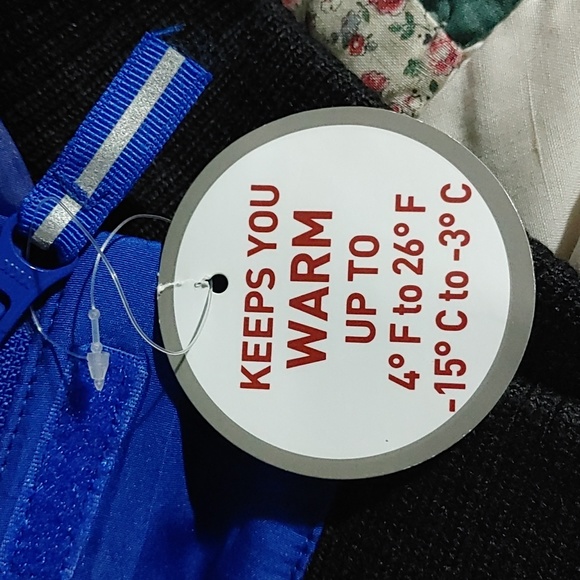 KEEPS YOU
WARM
UP TO
4° F to 26° F
-15° C to -3° C